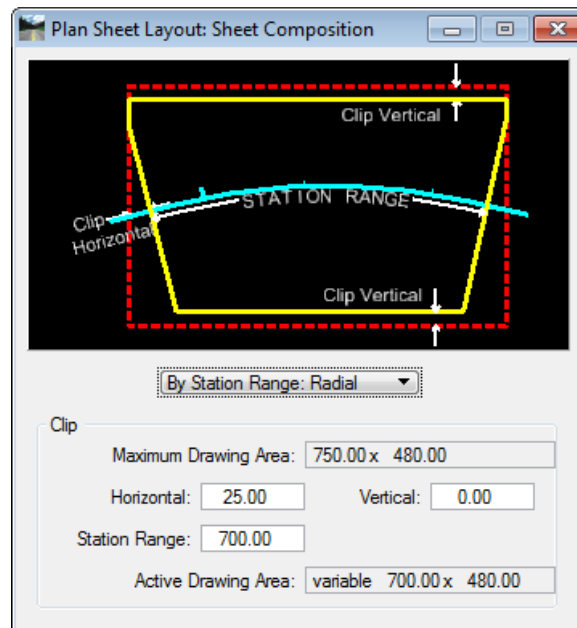 Plan Sheet Layout: Sheet Composition
Clip Vertical
Clip
Horizontal
STATION RANGE
Clip Vertical
By Station Range: Radial
Clip
Maximum Drawing Area: 750.00 x 480.00
Horizontal: 25.00 Vertical: 0.00
Station Range: 700.00
Active Drawing Area: variable 700.00 x 480.00